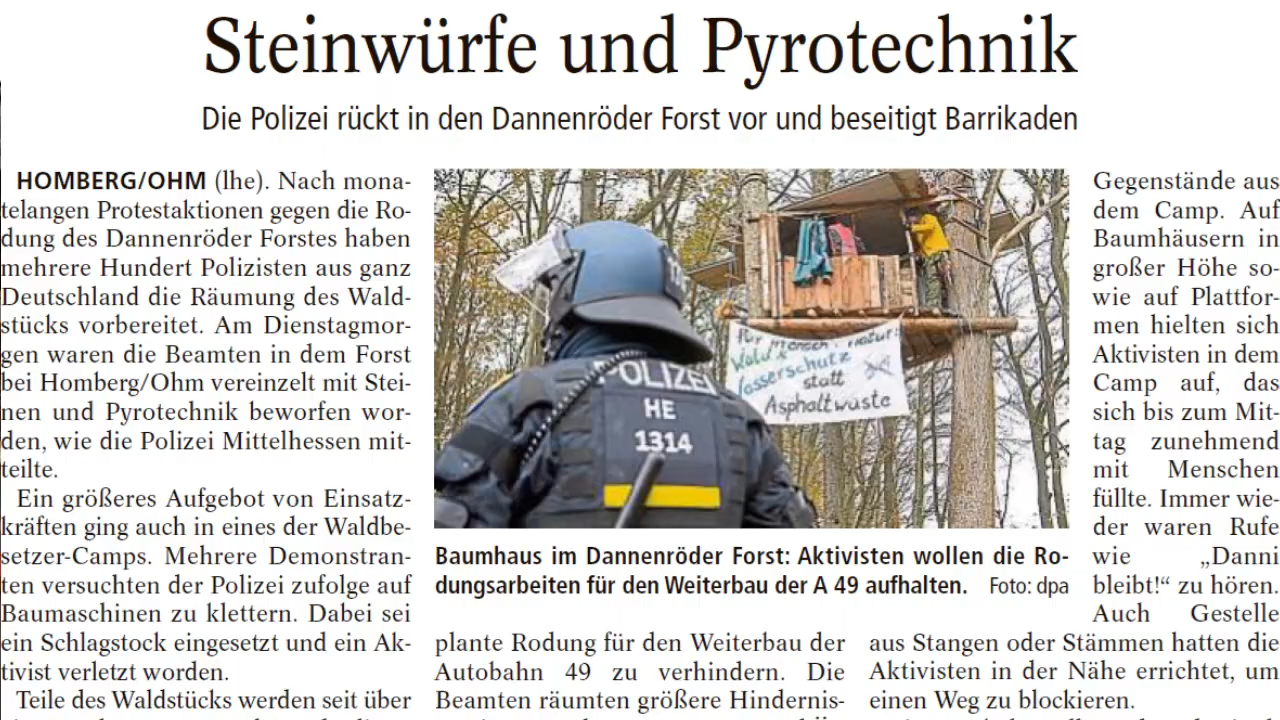 Steinwürfe und Pyrotechnik
Die Polizei rückt in den Dannenröder Forst vor und beseitigt Barrikaden
HOMBERG/OHM (lhe). Nach mona-
telangen Protestaktionen gegen die Ro-
dung des Dannenröder Forstes haben
mehrere Hundert Polizisten aus ganz
Deutschland die Räumung des Wald-
stücks vorbereitet. Am Dienstagmor-
gen waren die Beamten in dem Forst
bei Homberg/Ohm vereinzelt mit Stei-
nen und Pyrotechnik beworfen wor-
den, wie die Polizei Mittelhessen mit-
teilte.
Ein größeres Aufgebot von Einsatz-
kräften ging auch in eines der Waldbe-
setzer-Camps. Mehrere Demonstran-
ten versuchten der Polizei zufolge auf
Baumaschinen zu klettern. Dabei sei
ein Schlagstock eingesetzt und ein Ak-
tivist verletzt worden.
Teile des Waldstücks werden seit über
für Mensch Natur!
Wald &
Wasserschutz
statt
Asphaltwüste
POLIZEI
HE
1314
Baumhaus im Dannenröder Forst: Aktivisten wollen die Ro-
dungsarbeiten für den Weiterbau der A 49 aufhalten. Foto: dpa
plante Rodung für den Weiterbau der
Autobahn 49 zu verhindern. Die
Beamten räumten größere Hindernis-
Gegenstände aus
dem Camp. Auf
Baumhäusern in
großer Höhe so-
wie auf Plattfor-
men hielten sich
Aktivisten in dem
Camp auf, das
sich bis zum Mit-
tag zunehmend
mit Menschen
füllte. Immer wie-
der waren Rufe
wie „Danni
bleibt!“ zu hören.
Auch Gestelle
aus Stangen oder Stämmen hatten die
Aktivisten in der Nähe errichtet, um
einen Weg zu blockieren.